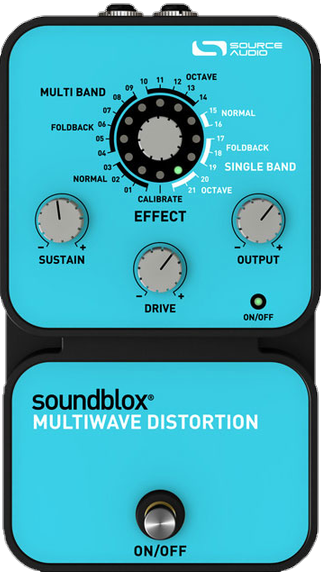 SOURCE
AUDIO
MULTI BAND
OCTAVE
FOLDBACK
NORMAL
01
02
03
04
05
06
07
08
09
10
11
12
13
14
15
NORMAL
16
17
FOLDBACK
18
19
SINGLE BAND
20
21
OCTAVE
CALIBRATE
EFFECT
- +
SUSTAIN
- +
OUTPUT
- +
DRIVE
ON/OFF
soundblox®
MULTIWAVE DISTORTION
ON/OFF